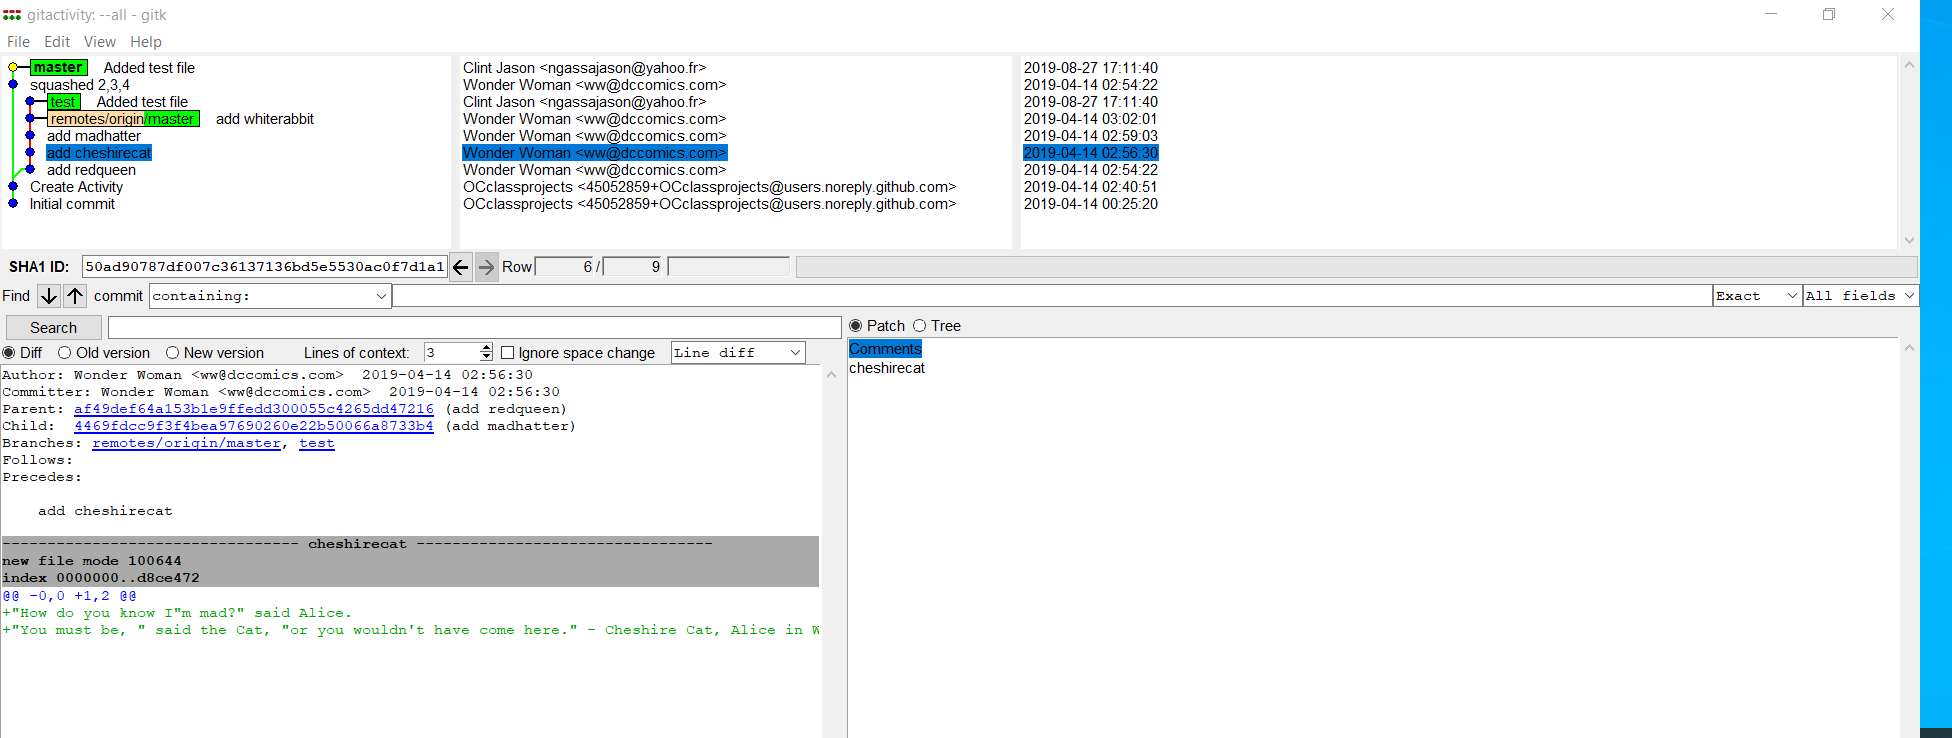 gitactivity: --all - gitk
File Edit View Help
master Added test file Clint Jason <ngassajason@yahoo.fr> 2019-08-27 17:11:40
squashed 2,3,4 Wonder Woman <ww@dccomics.com> 2019-04-14 02:54:22
test Added test file Clint Jason <ngassajason@yahoo.fr> 2019-08-27 17:11:40
remotes/origin/master add whiterabbit Wonder Woman <ww@dccomics.com> 2019-04-14 03:02:01
add madhatter Wonder Woman <ww@dccomics.com> 2019-04-14 02:59:03
add cheshirecat Wonder Woman <ww@dccomics.com> 2019-04-14 02:56:30
add redqueen Wonder Woman <ww@dccomics.com> 2019-04-14 02:54:22
Create Activity OCclassprojects <45052859+OCclassprojects@users.noreply.github.com> 2019-04-14 02:40:51
Initial commit OCclassprojects <45052859+OCclassprojects@users.noreply.github.com> 2019-04-14 00:25:20
SHA1 ID: 50ad90787df007c36137136bd5e5530ac0f7d1a1 Row 6 / 9
Find commit containing: Exact All fields
Search
Patch Tree
Diff Old version New version Lines of context: 3 Ignore space change Line diff
Comments
cheshirecat
Author: Wonder Woman <ww@dccomics.com> 2019-04-14 02:56:30
Committer: Wonder Woman <ww@dccomics.com> 2019-04-14 02:56:30
Parent: af49def64a153b1e9ffedd300055c4265dd47216 (add redqueen)
Child: 4469fdcc9f3f4bea97690260e22b50066a8733b4 (add madhatter)
Branches: remotes/origin/master, test
Follows:
Precedes:
add cheshirecat
------------------------------------ cheshirecat ---------------------------------
new file mode 100644
index 0000000..d8ce472
@@ -0,0 +1,2 @@
+"How do you know I"m mad?" said Alice.
+"You must be, " said the Cat, "or you wouldn't have come here." - Cheshire Cat, Alice in W